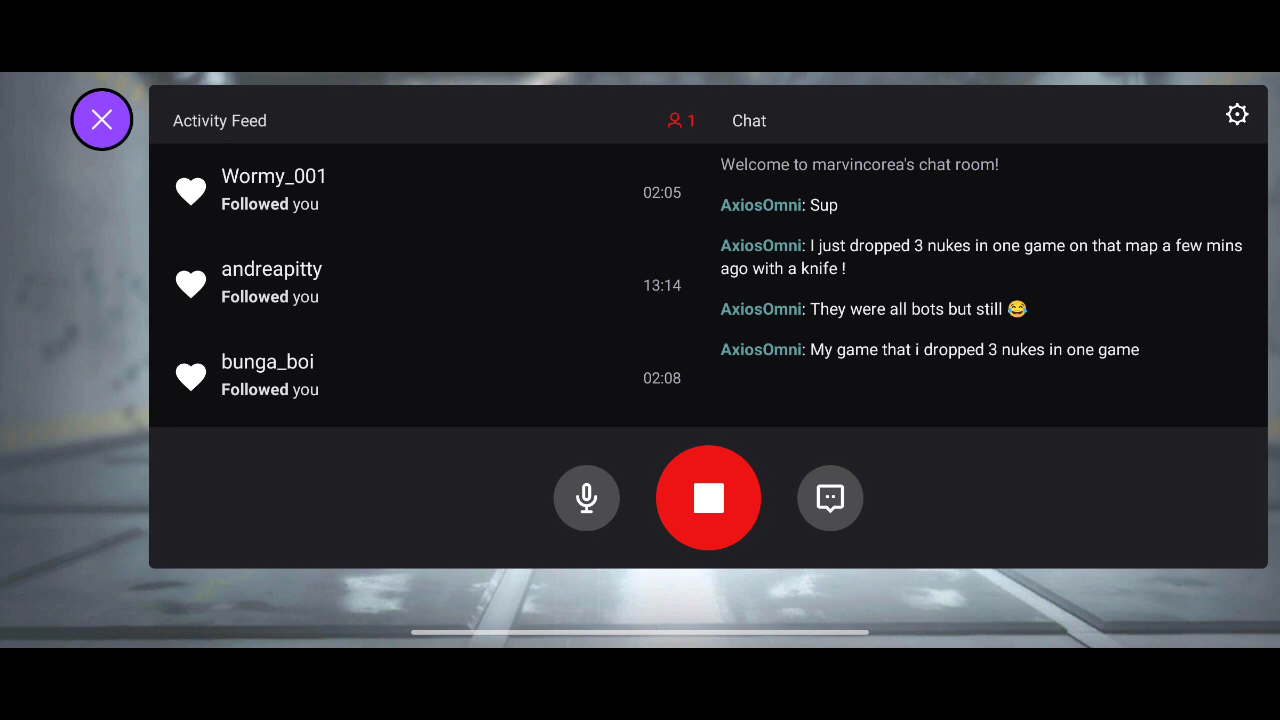 Activity Feed
1
Wormy_001
Followed you
02:05
andreapitty
Followed you
13:14
bunga_boi
Followed you
02:08
Chat
Welcome to marvincorea's chat room!
AxiosOmni: Sup
AxiosOmni: I just dropped 3 nukes in one game on that map a few mins
ago with a knife !
AxiosOmni: They were all bots but still 😂
AxiosOmni: My game that i dropped 3 nukes in one game